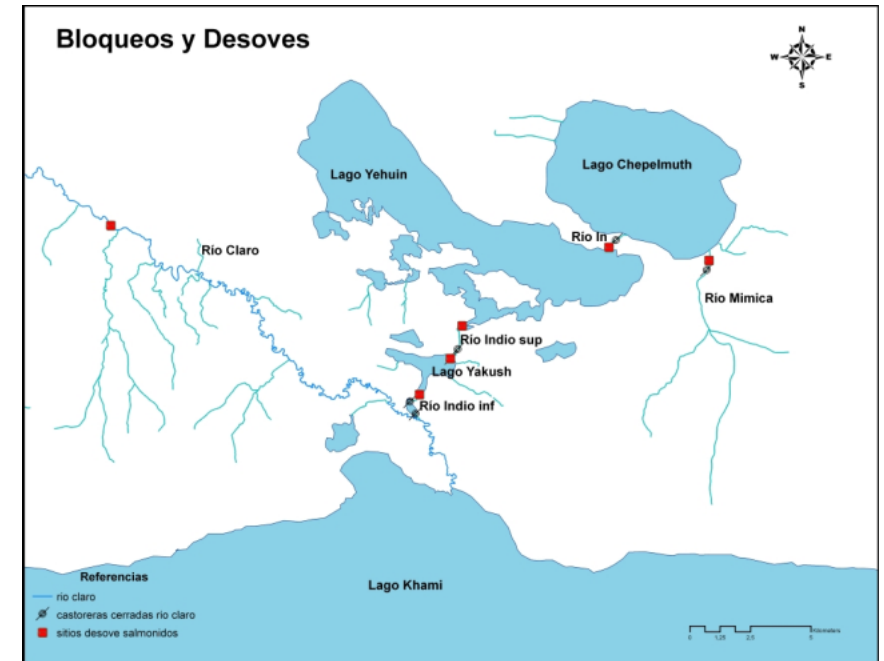 Bloqueos y Desoves
N
W
E
S
Lago Chepelmuth
Lago Yehuin
Río In
Río Claro
Río Mimica
Río Indio sup
Lago Yakush
Río Indio inf
Lago Khami
Referencias
rio claro
castoreras cerradas rio claro
sitios desove salmonidos
0 1,25 2,5 5
Kilometers